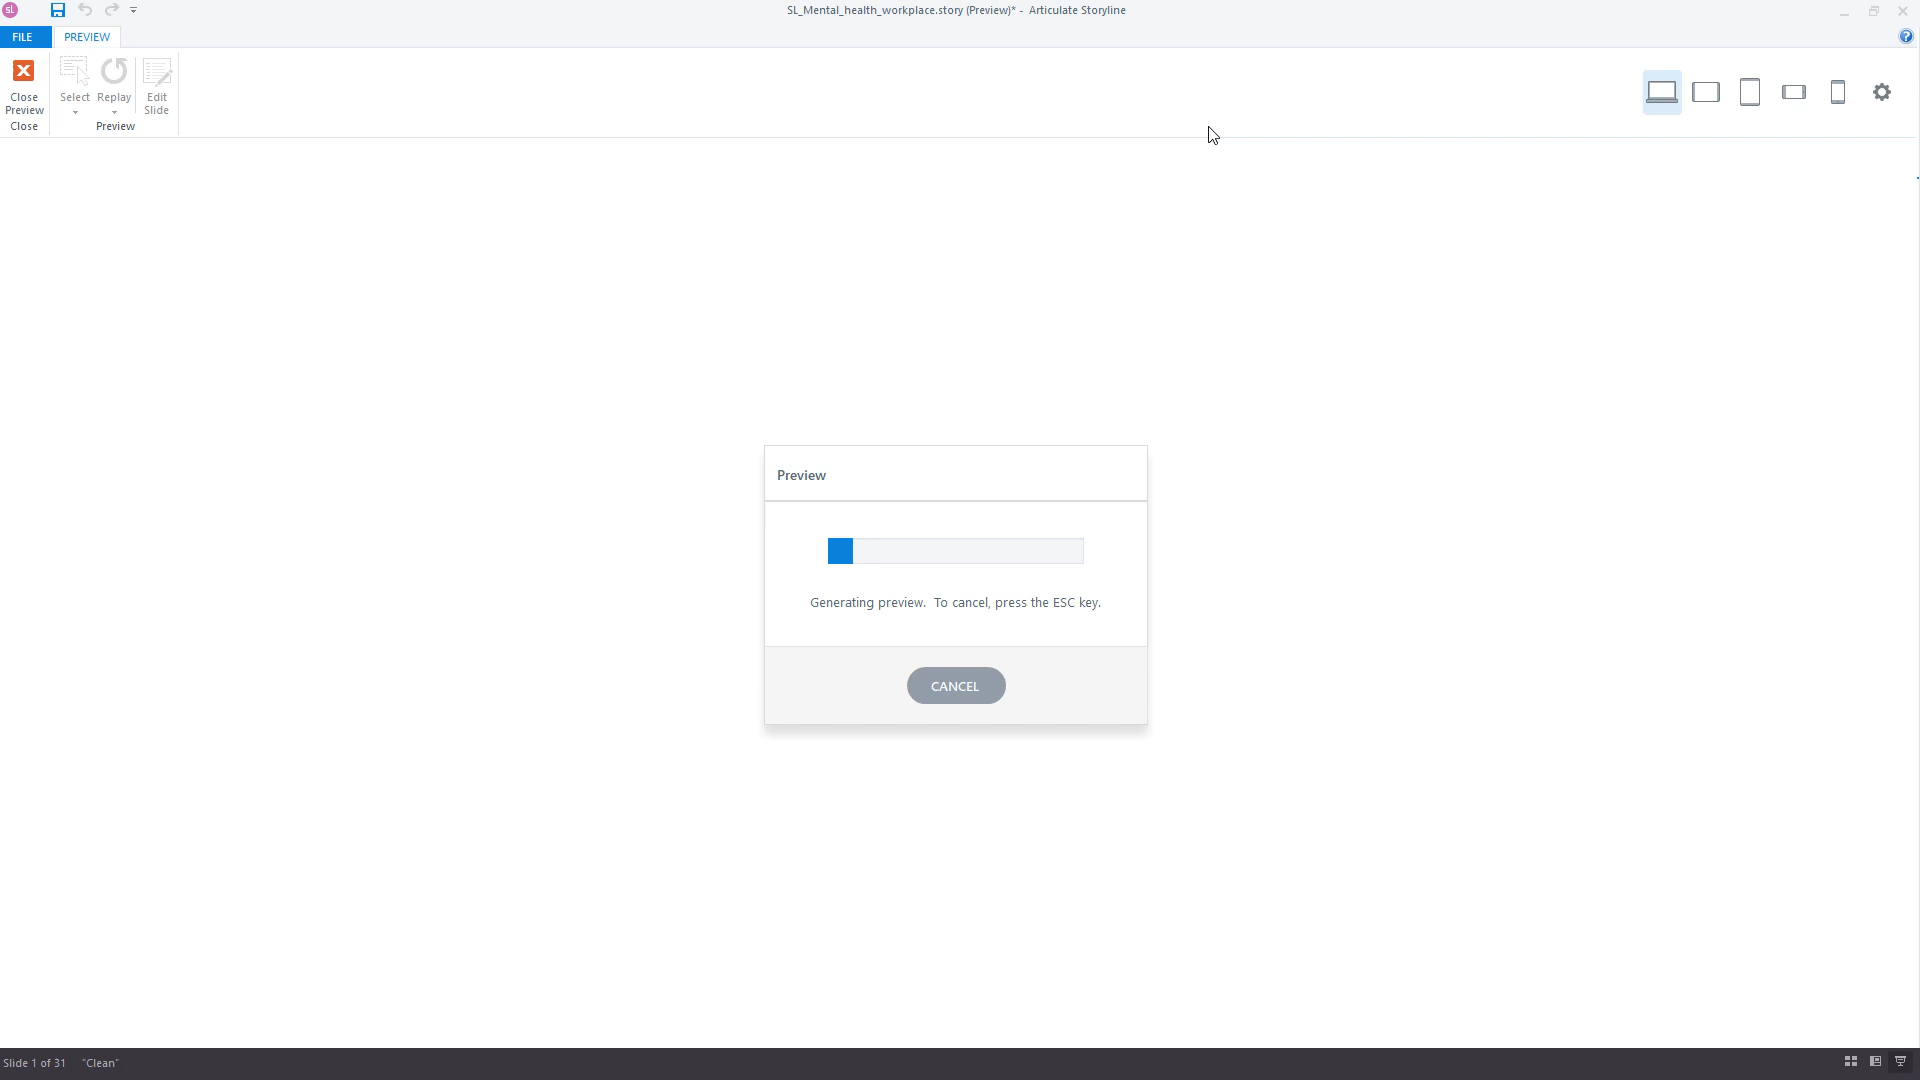 SL
SL_Mental_health_workplace.story (Preview)* - Articulate Storyline
FILE
PREVIEW
?
Close Preview
Select
Replay
Edit Slide
Close
Preview
Preview
Generating preview. To cancel, press the ESC key.
CANCEL
Slide 1 of 31
"Clean"